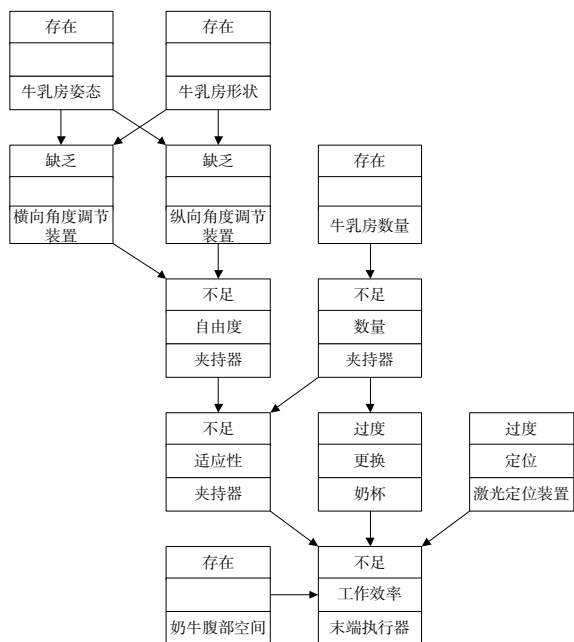 存在
存在
牛乳房姿态
牛乳房形状
缺乏
缺乏
存在
横向角度调节
装置
纵向角度调节
装置
牛乳房数量
不足
不足
自由度
数量
夹持器
夹持器
不足
过度
过度
适应性
更换
定位
夹持器
奶杯
激光定位装置
存在
不足
工作效率
奶牛腹部空间
末端执行器